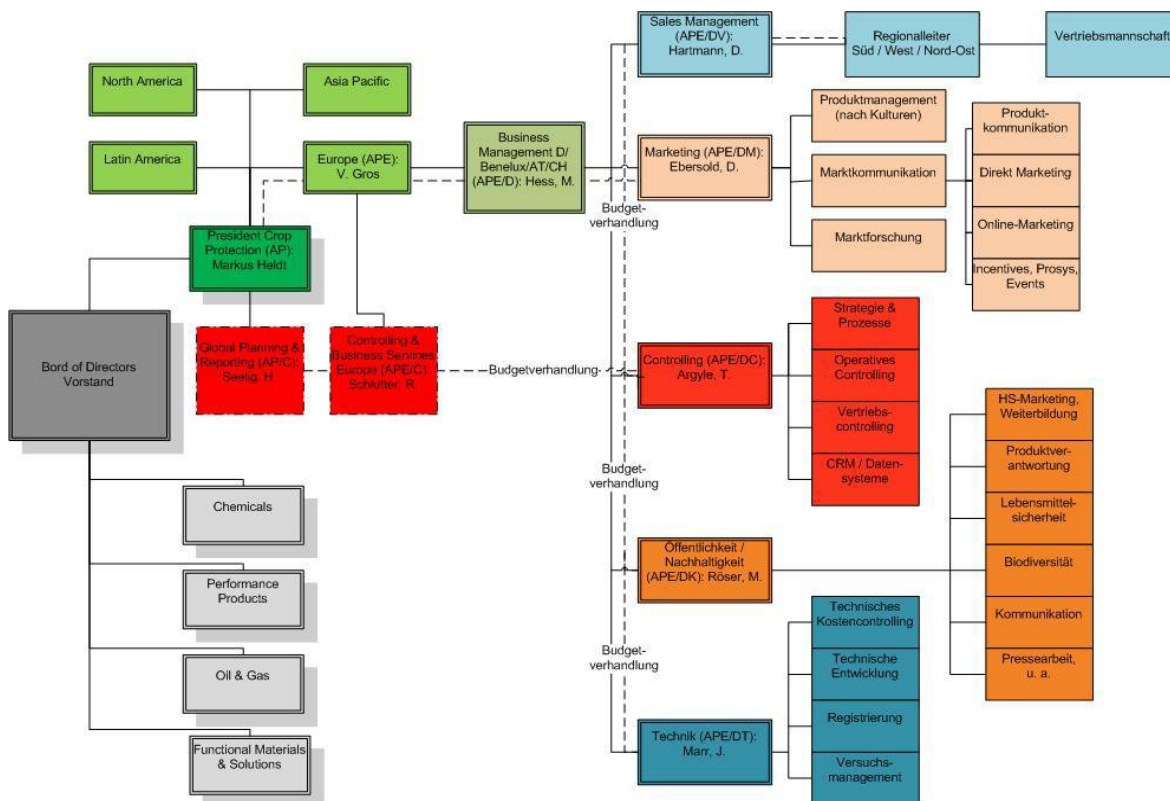 Sales Management
(APE/DV):
Hartmann, D.
Regionalleiter
Süd / West / Nord-Ost
Vertriebsmannschaft
North America
Asia Pacific
Latin America
Europe (APE):
V. Gros
Business
Management D/
Benelux/AT/CH
(APE/D): Hess, M.
Marketing (APE/DM):
Ebersold, D.
Produktmanagement
(nach Kulturen)
Marktkommunikation
Marktforschung
Produkt-
kommunikation
Direkt Marketing
Online-Marketing
Incentives, Prosys,
Events
Budget-
verhandlung
President Crop
Protection (AP):
Markus Heldt
Bord of Directors
Vorstand
Global Planning &
Reporting (AP/C):
Seelig, H.
Controlling &
Business Services
Europe (APE/C):
Schlutter, R.
Budgetverhandlung
Controlling (APE/DC):
Argyle, T.
Strategie &
Prozesse
Operatives
Controlling
Vertriebs-
controlling
CRM / Daten-
systeme
Budget-
verhandlung
Öffentlichkeit /
Nachhaltigkeit
(APE/DK): Röser, M.
HS-Marketing,
Weiterbildung
Produktver-
antwortung
Lebensmittel-
sicherheit
Biodiversität
Kommunikation
Pressearbeit,
u. a.
Budget-
verhandlung
Technik (APE/DT):
Marr, J.
Technisches
Kostencontrolling
Technische
Entwicklung
Registrierung
Versuchs-
management
Chemicals
Performance
Products
Oil & Gas
Functional Materials
& Solutions